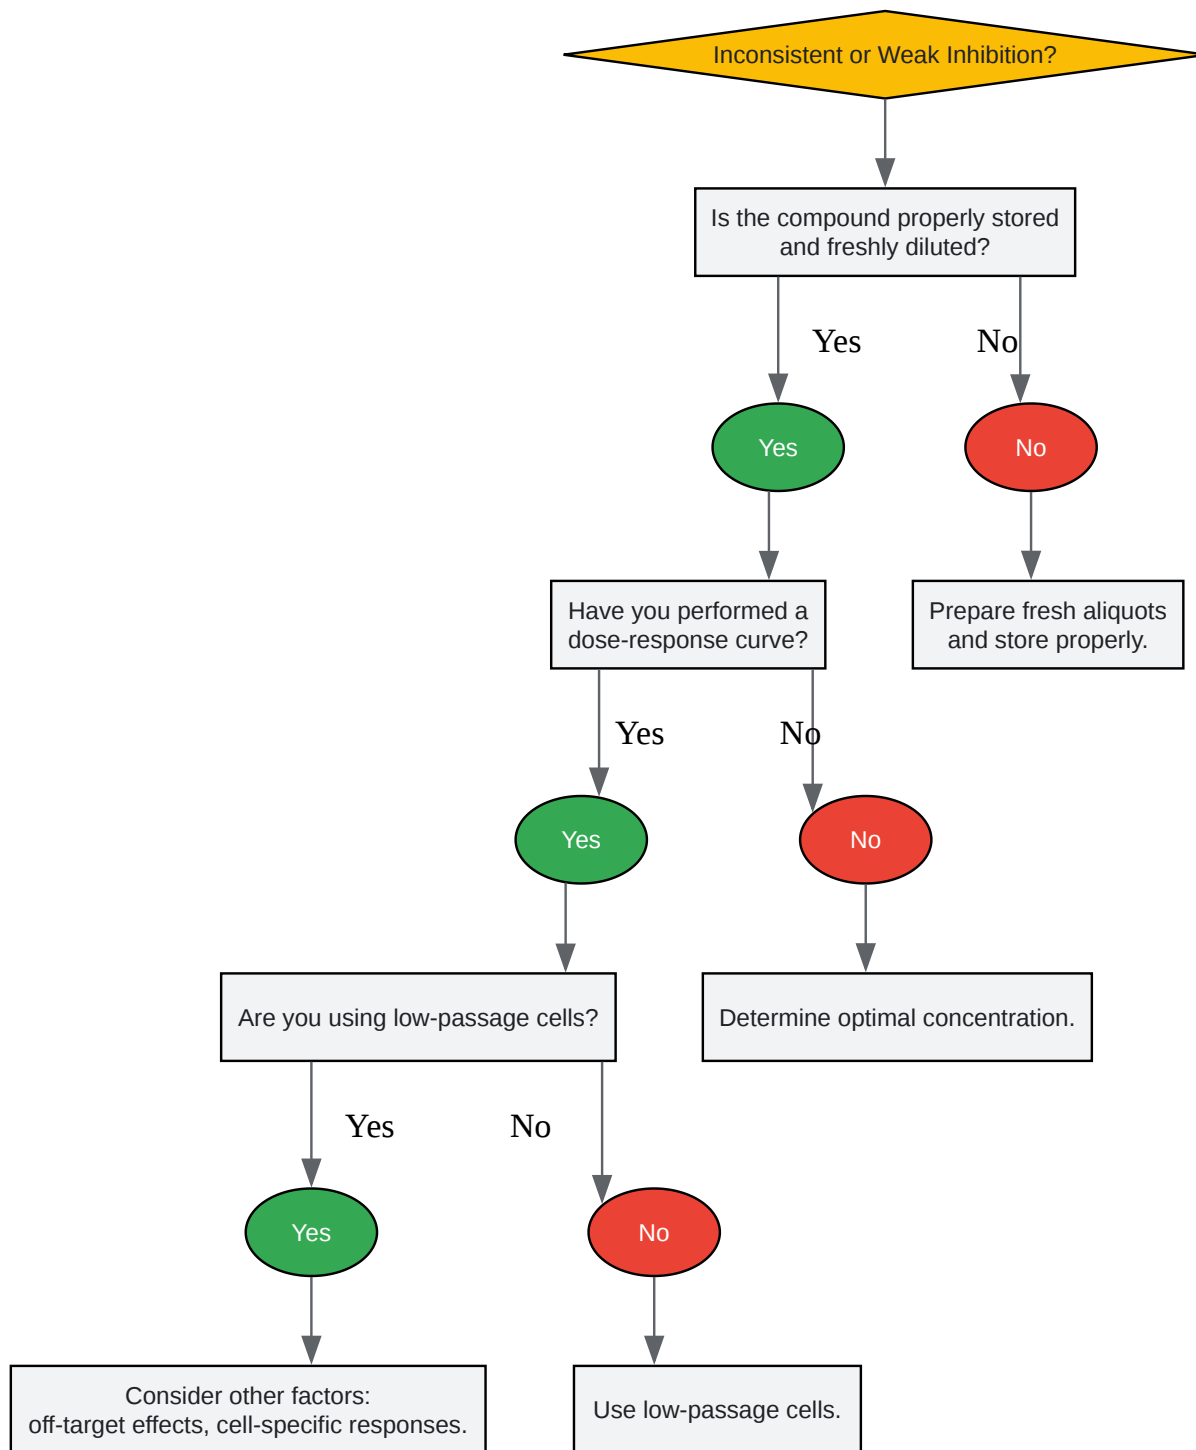 Inconsistent or Weak Inhibition?
Is the compound properly stored
and freshly diluted?
Yes
No
Yes
No
Have you performed a
dose-response curve?
Prepare fresh aliquots
and store properly.
Yes
No
Yes
No
Are you using low-passage cells?
Determine optimal concentration.
Yes
No
Yes
No
Consider other factors:
off-target effects, cell-specific responses.
Use low-passage cells.